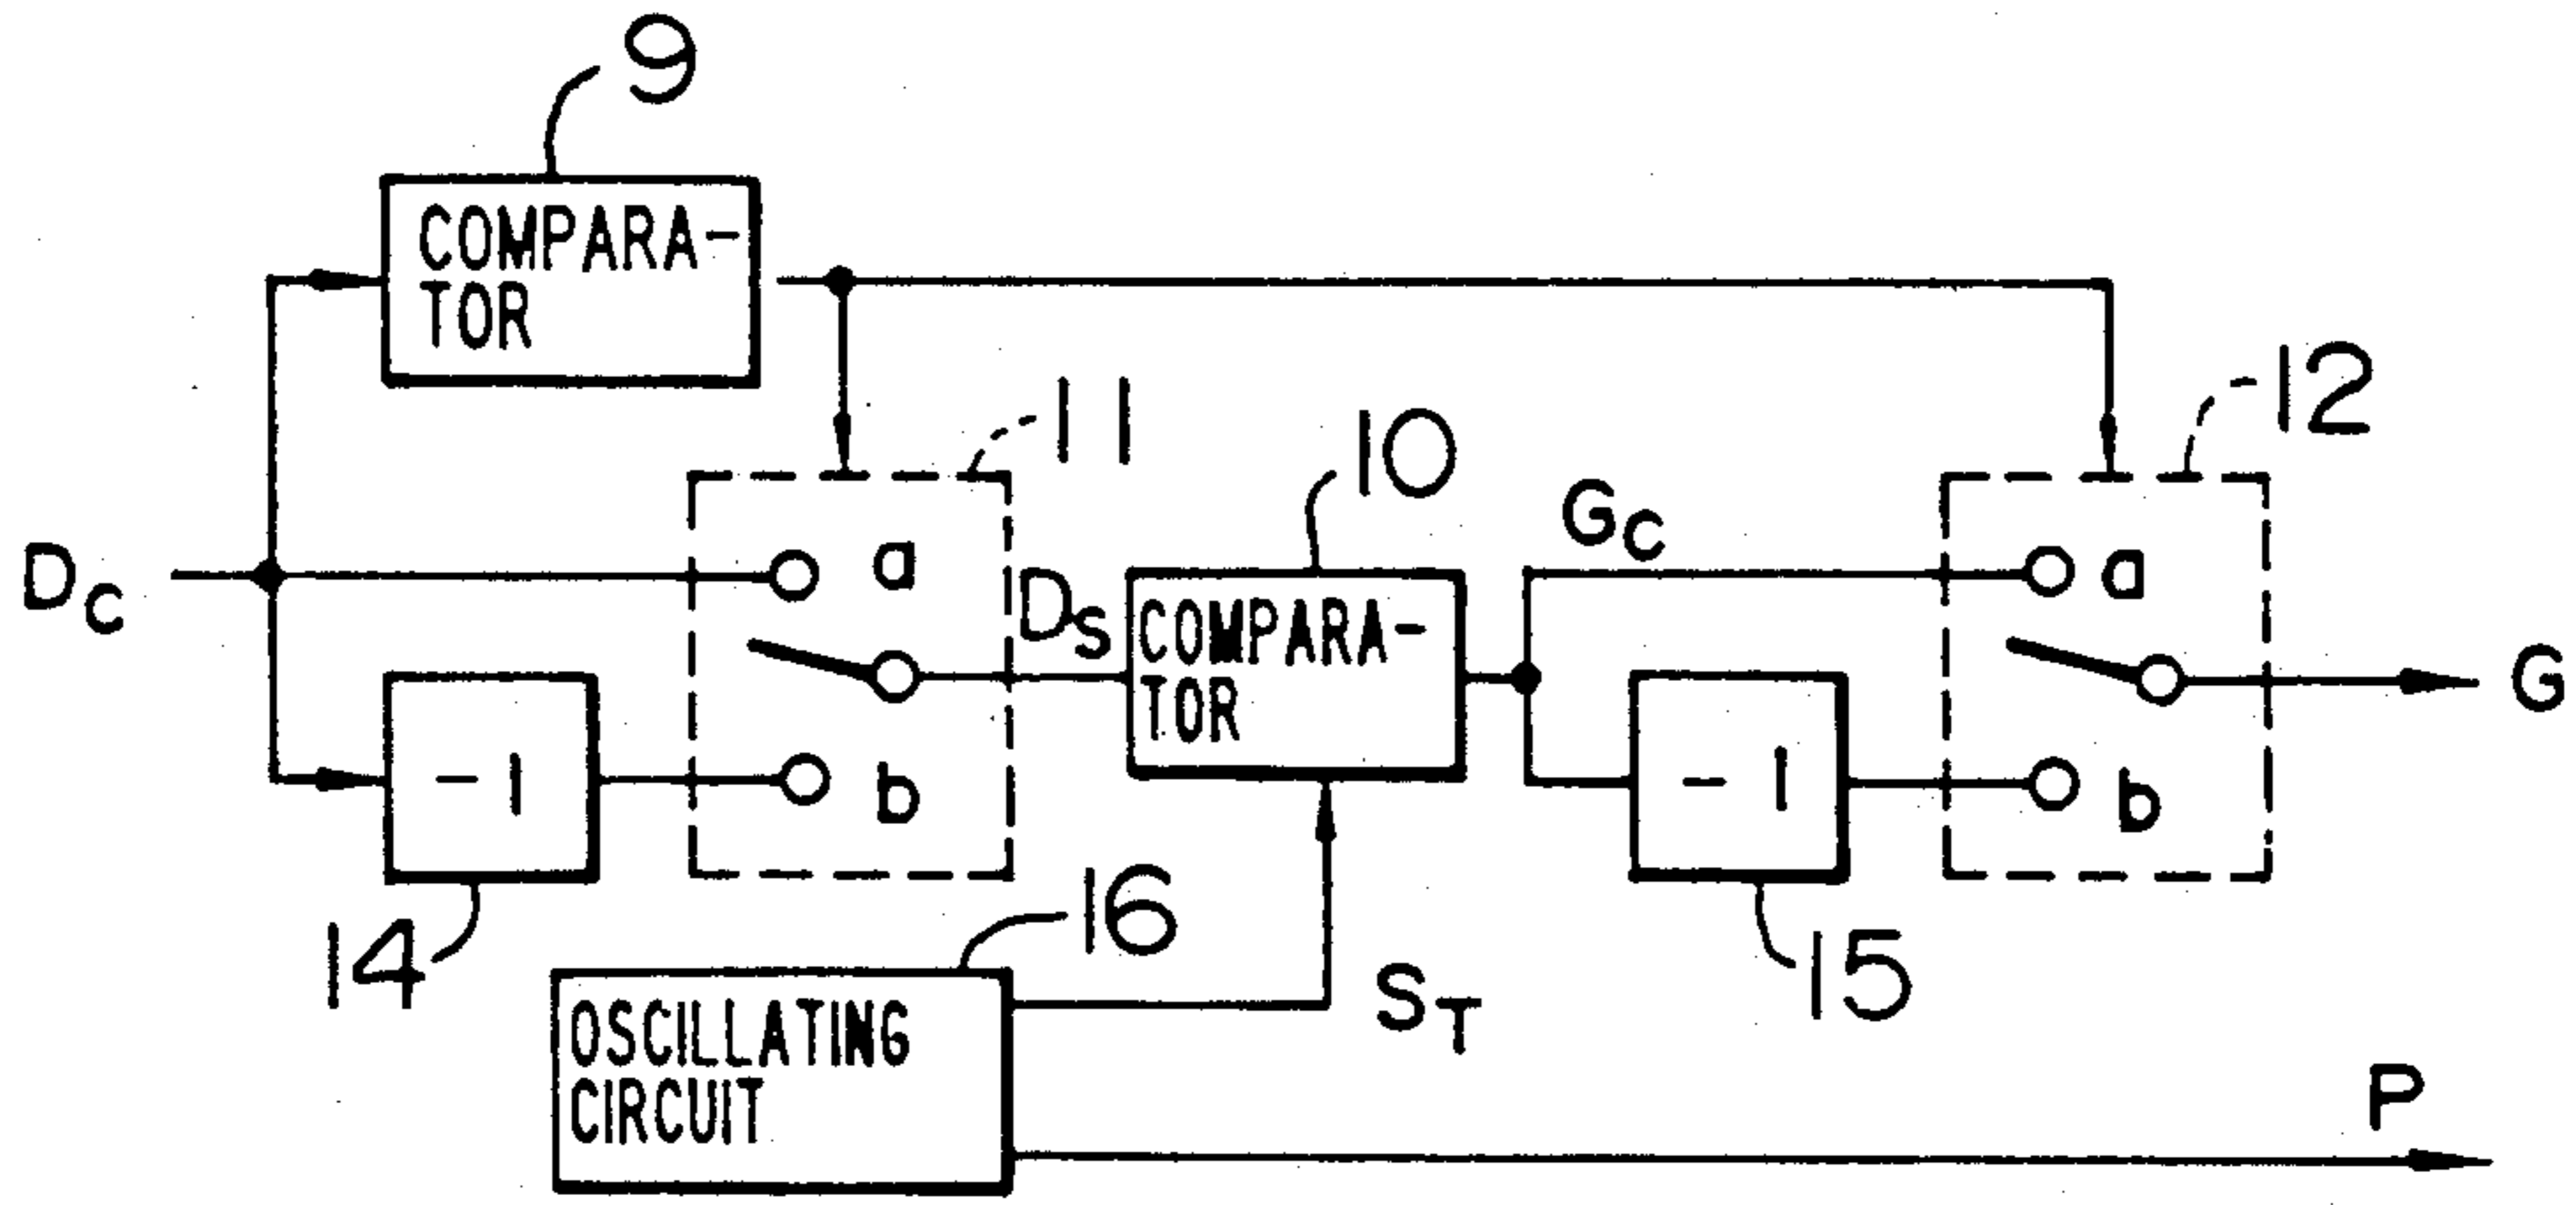 9
COMPARA-
TOR
11
12
10
Gc
Dc
a
Ds
COMPARA-
TOR
a
G
-1
b
-1
b
14
16
15
OSCILLATING
CIRCUIT
ST
P